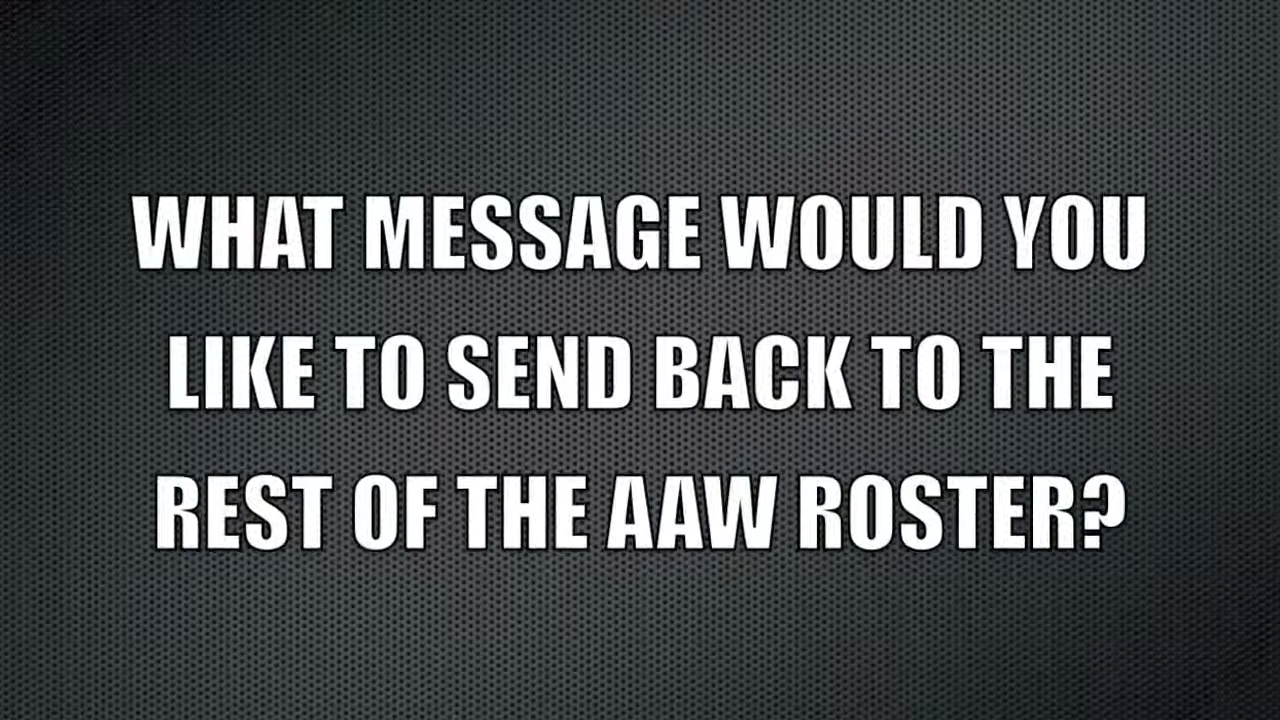 WHAT MESSAGE WOULD YOU
LIKE TO SEND BACK TO THE
REST OF THE AAW ROSTER?